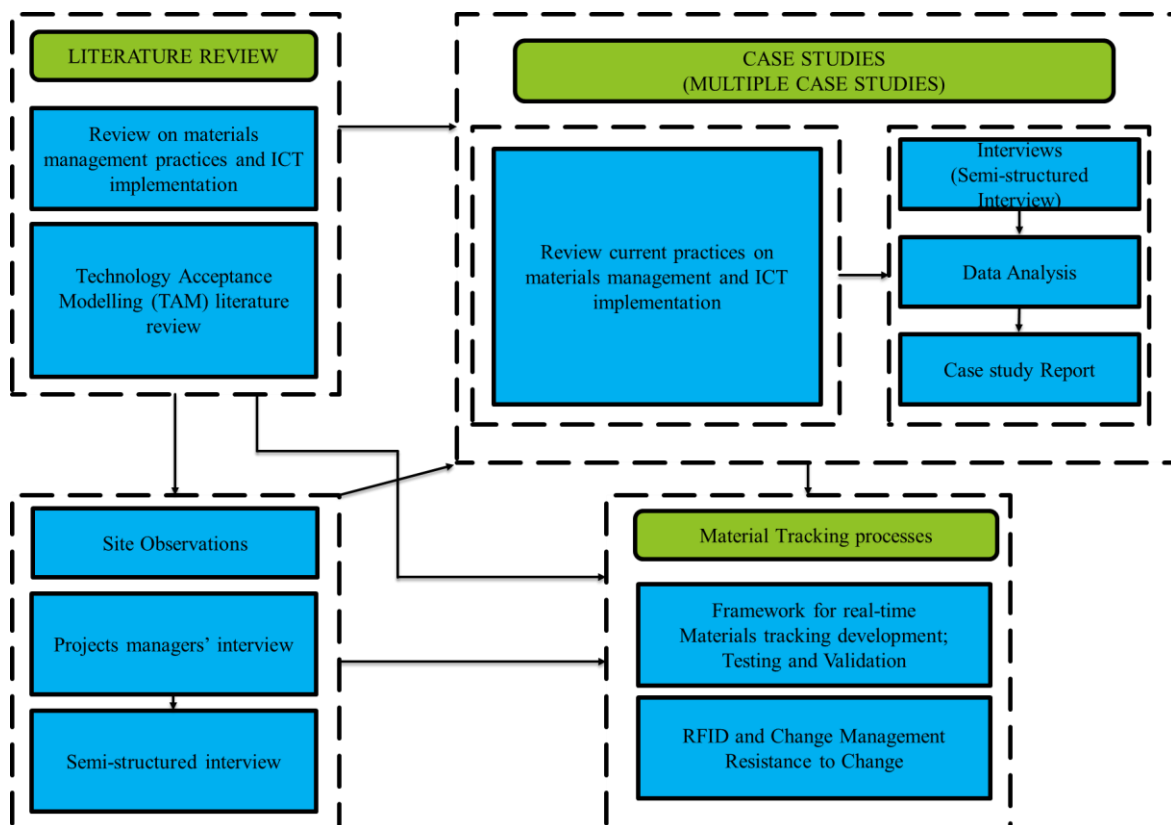 LITERATURE REVIEW
Review on materials
management practices and ICT
implementation
Technology Acceptance
Modelling (TAM) literature
review
CASE STUDIES
(MULTIPLE CASE STUDIES)
Review current practices on
materials management and ICT
implementation
Interviews
(Semi-structured
Interview)
Data Analysis
Case study Report
Site Observations
Projects managers’ interview
Semi-structured interview
Material Tracking processes
Framework for real-time
Materials tracking development;
Testing and Validation
RFID and Change Management
Resistance to Change